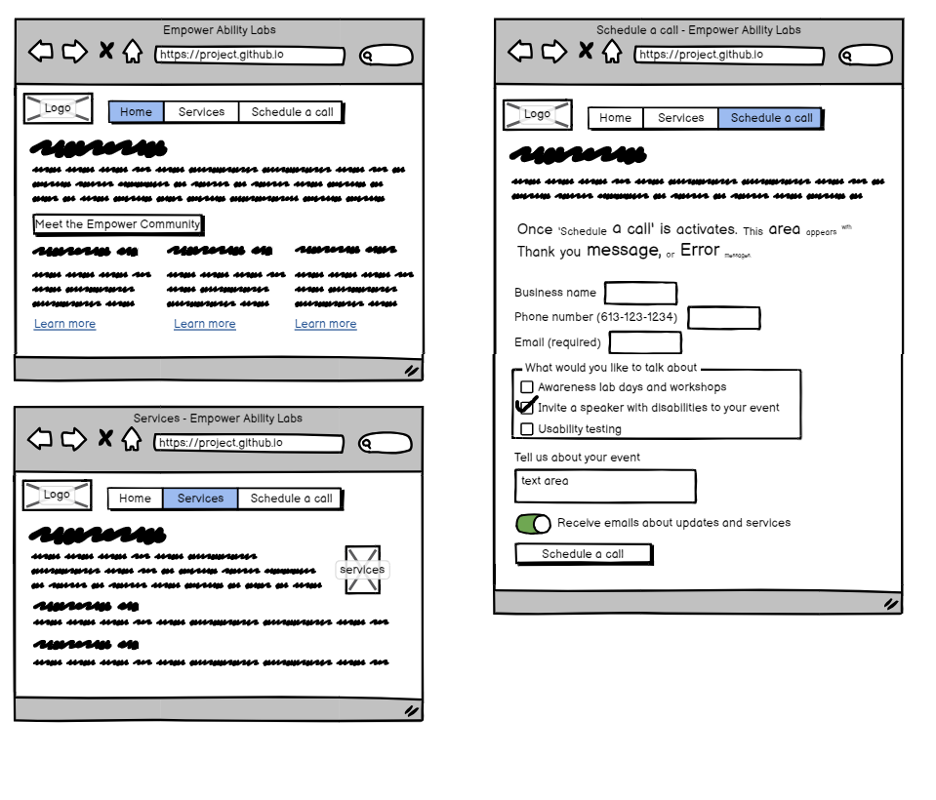 Empower Ability Labs
https://project.github.io
Logo
Home Services Schedule a call
Meet the Empower Community
Learn more Learn more Learn more
Services - Empower Ability Labs
https://project.github.io
Logo
Home Services Schedule a call
services
Schedule a call - Empower Ability Labs
https://project.github.io
Logo
Home Services Schedule a call
Once 'Schedule a call' is activates. This area appears with
Thank you message, or Error messages.
Business name
Phone number (613-123-1234)
Email (required)
What would you like to talk about
Awareness lab days and workshops
Invite a speaker with disabilities to your event
Usability testing
Tell us about your event
text area
Receive emails about updates and services
Schedule a call